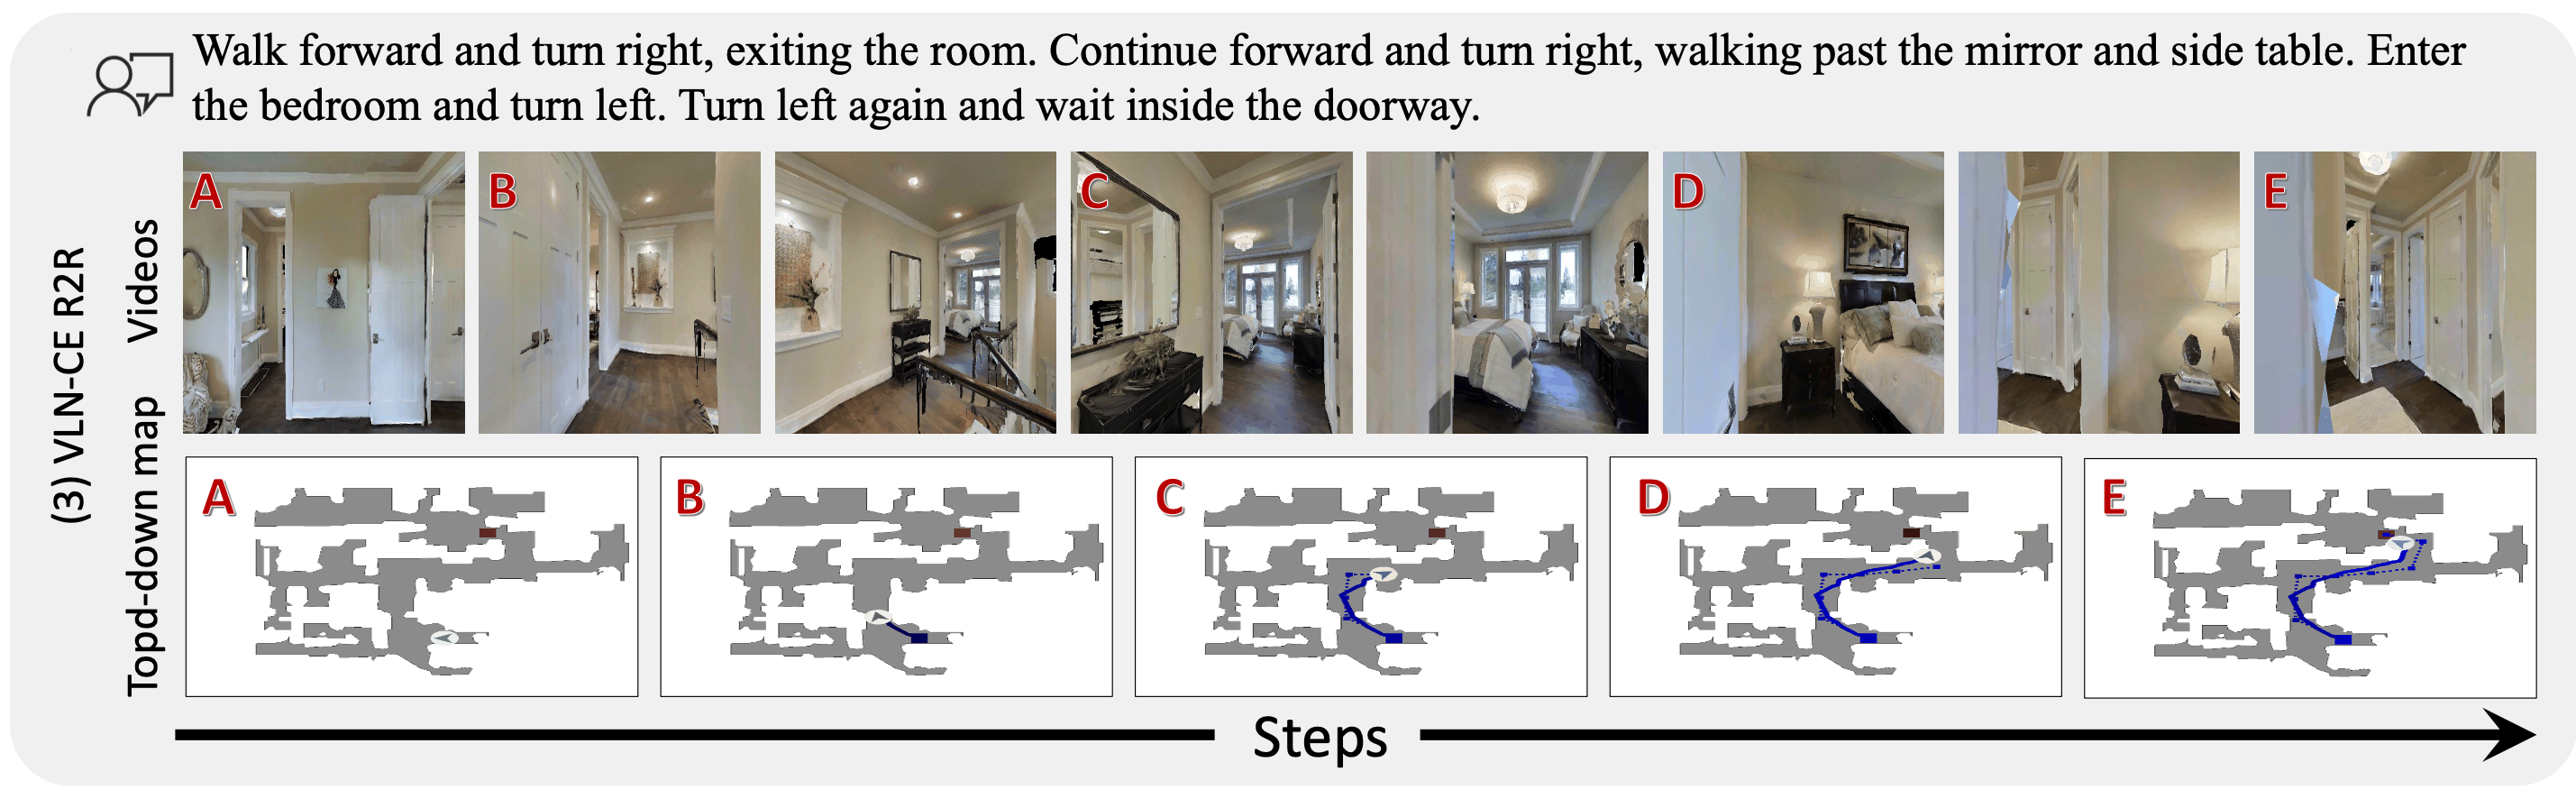 Walk forward and turn right, exiting the room. Continue forward and turn right, walking past the mirror and side table. Enter
the bedroom and turn left. Turn left again and wait inside the doorway.
(3) VLN-CE R2R
Videos
A
B
C
D
E
Topd-down map
A
B
C
D
E
Steps